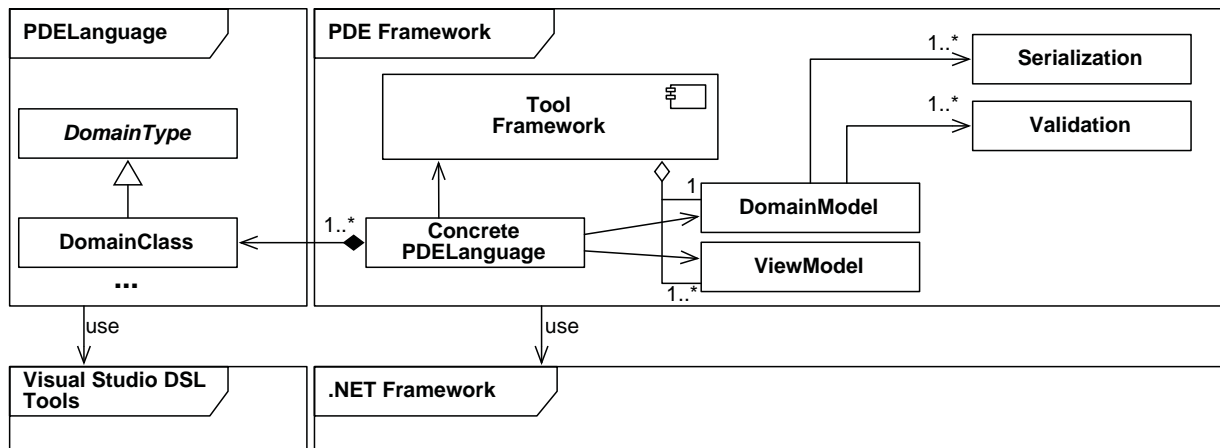 PDELanguage
DomainType
DomainClass
...
use
Visual Studio DSL
Tools
PDE Framework
Tool
Framework
1..*
Serialization
1..*
Validation
1
DomainModel
1..*
Concrete
PDELanguage
ViewModel
1..*
use
.NET Framework